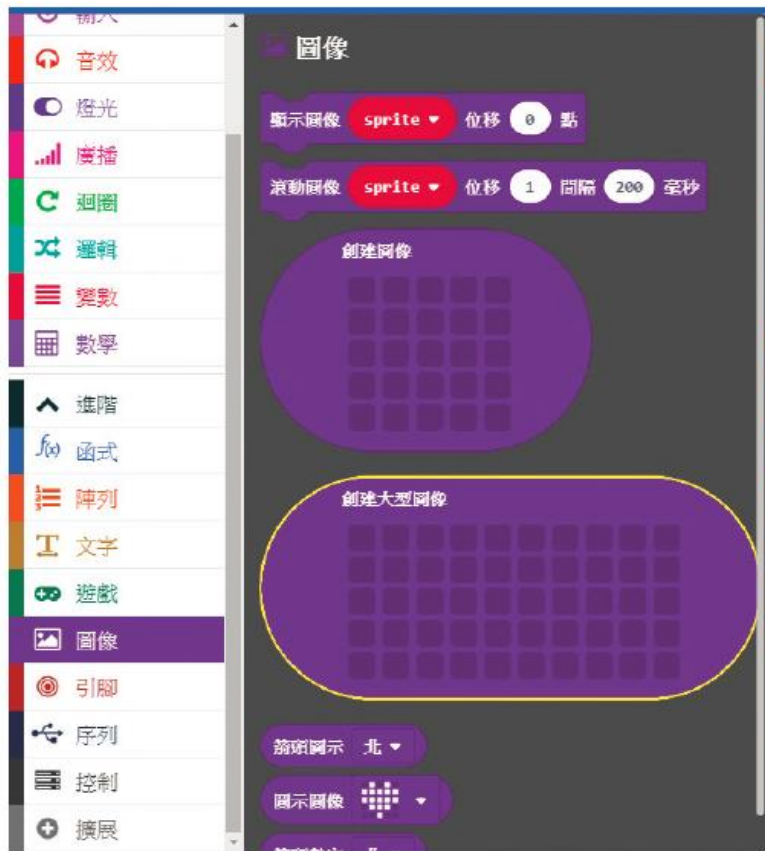 輸入
音效
燈光
廣播
迴圈
邏輯
變數
數學
進階
f(x) 函式
陣列
文字
遊戲
圖像
引腳
序列
控制
擴展
圖像
顯示圖像 sprite 位移 0 點
滾動圖像 sprite 位移 1 間隔 200 毫秒
創建圖像
創建大型圖像
箭頭圖示 北
圖示圖像